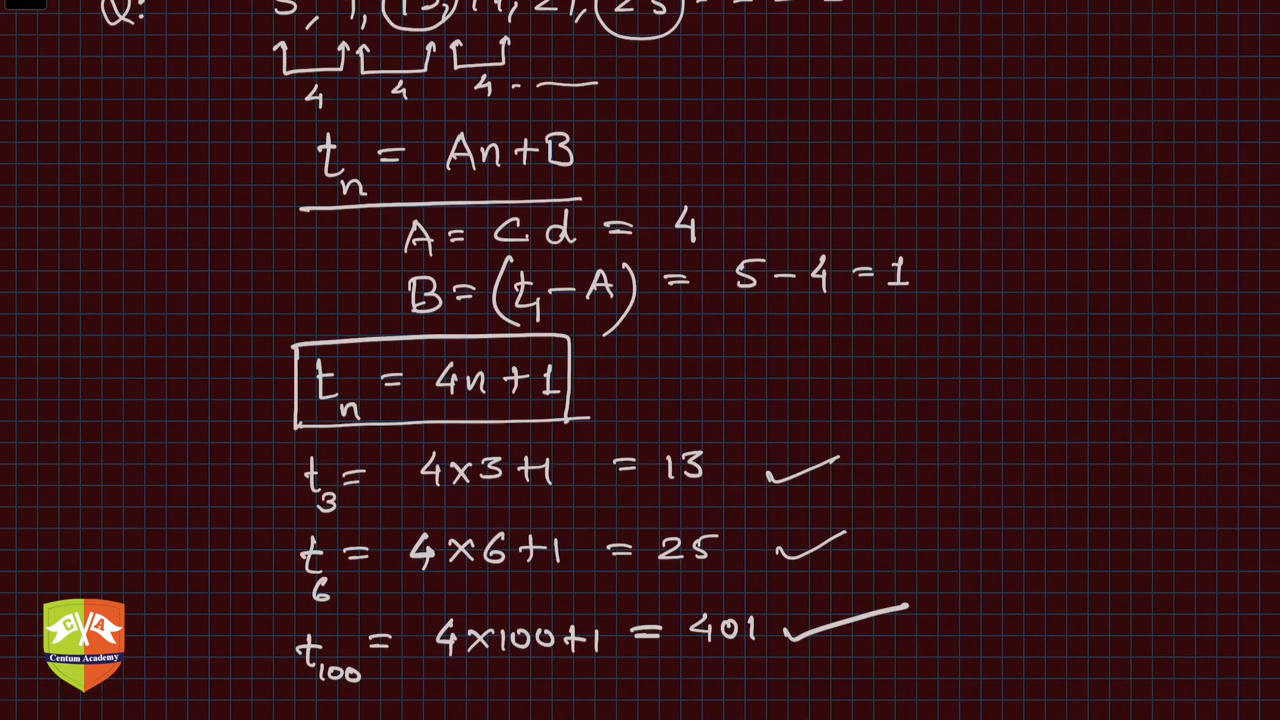 Q:
4 4 4 - —
tn = An + B
A = Cd = 4
B = (t1 - A) = 5 - 4 = 1
tn = 4n + 1
t3 = 4 × 3 + 1 = 13 ✓
t6 = 4 × 6 + 1 = 25 ✓
t100 = 4 × 100 + 1 = 401 ✓
CA
Centum Academy